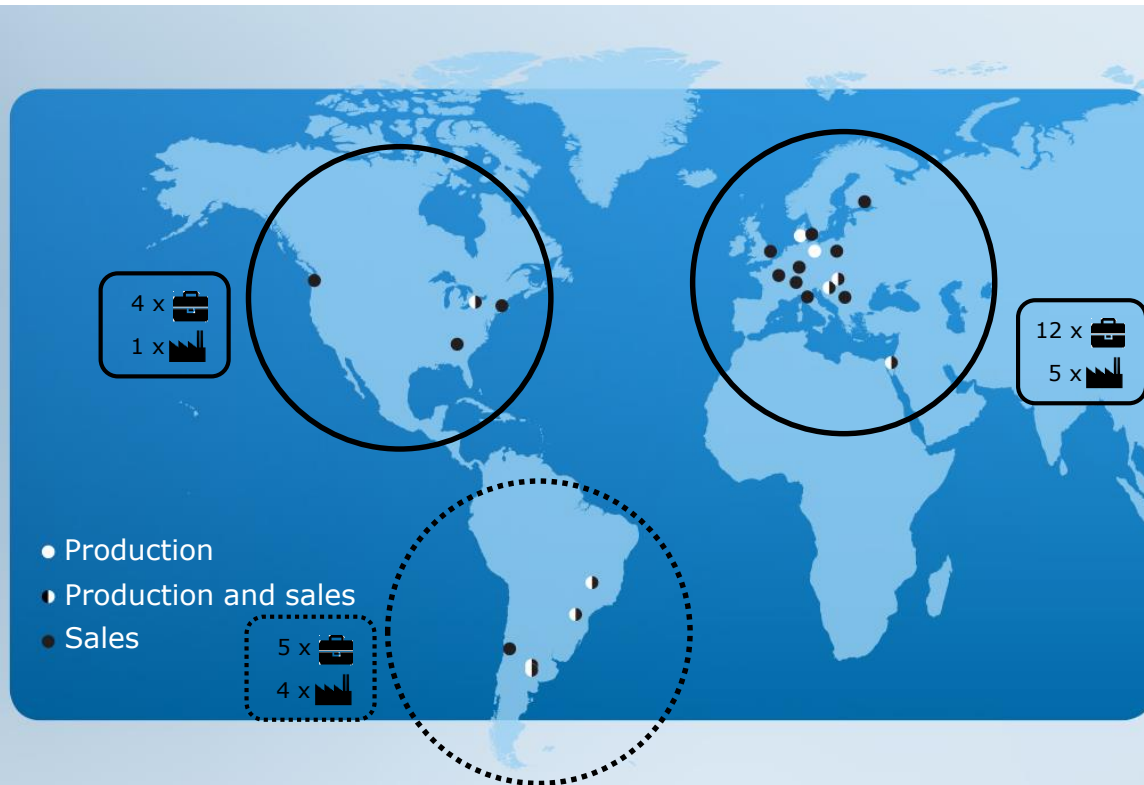 4 x
1 x
12 x
5 x
Production
Production and sales
Sales
5 x
4 x